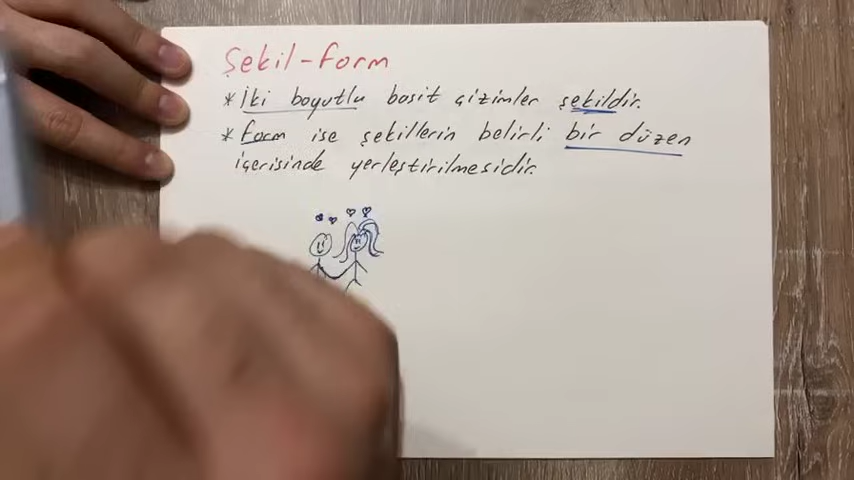 Şekil-form
* İki boyutlu basit çizimler şekildir.
* form ise şekillerin belirli bir düzen
içerisinde yerleştirilmesidir.